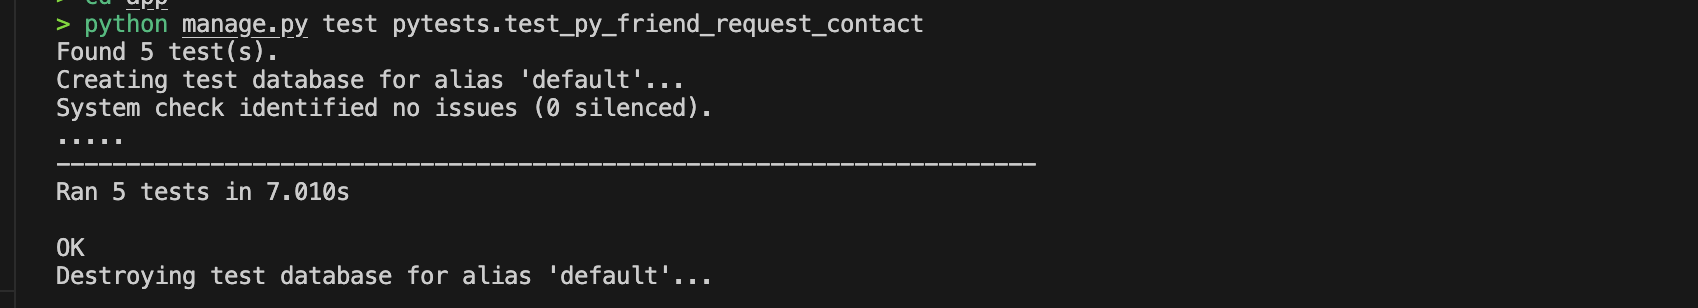 > cd app
> python manage.py test pytests.test_py_friend_request_contact
Found 5 test(s).
Creating test database for alias 'default'...
System check identified no issues (0 silenced).
.....
----------------------------------------------------------------------
Ran 5 tests in 7.010s
OK
Destroying test database for alias 'default'...